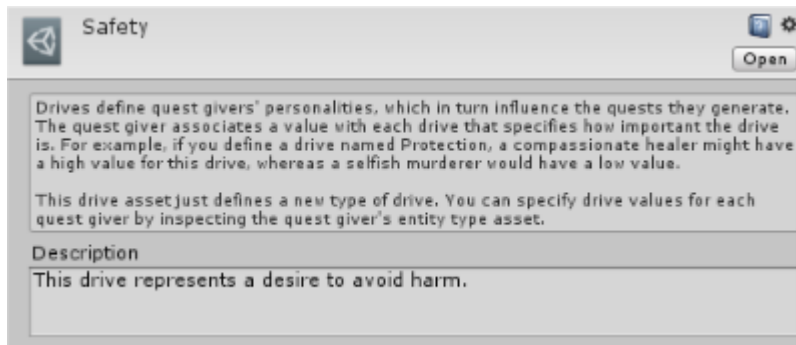 Safety
Open
Drives define quest givers' personalities, which in turn influence the quests they generate.
The quest giver associates a value with each drive that specifies how important the drive
is. For example, if you define a drive named Protection, a compassionate healer might have
a high value for this drive, whereas a selfish murderer would have a low value.
This drive asset just defines a new type of drive. You can specify drive values for each
quest giver by inspecting the quest giver's entity type asset.
Description
This drive represents a desire to avoid harm.